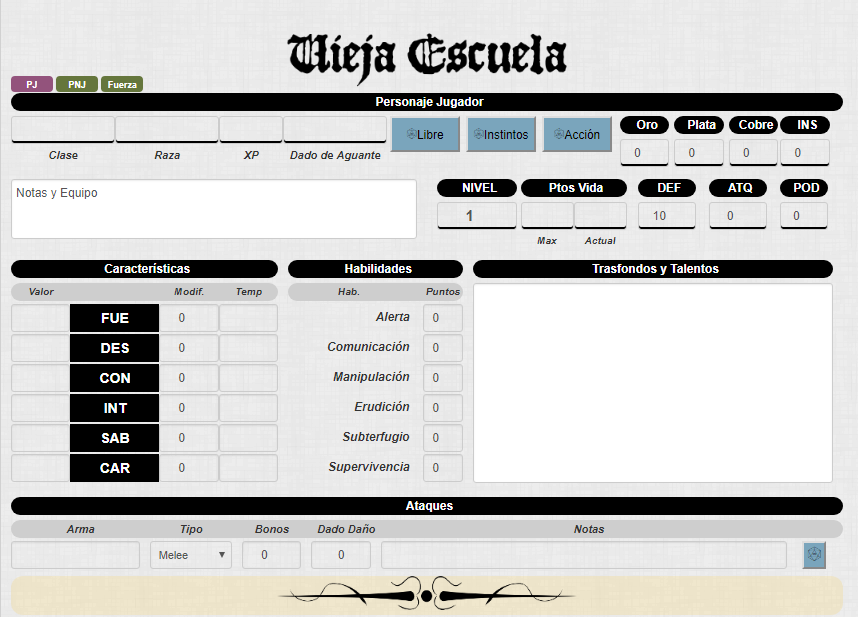 Vieja Escuela
PJ PNJ Fuerza
Personaje Jugador
Libre Instintos Acción Oro Plata Cobre INS
0 0 0 0
Clase Raza XP Dado de Aguante
Notas y Equipo
NIVEL Ptos Vida DEF ATQ POD
1 10 0 0
Max Actual
Características Habilidades Trasfondos y Talentos
Valor Modif. Temp Hab. Puntos
FUE 0 Alerta 0
DES 0 Comunicación 0
CON 0 Manipulación 0
INT 0 Erudición 0
SAB 0 Subterfugio 0
CAR 0 Supervivencia 0
Ataques
Arma Tipo Bonos Dado Daño Notas
Melee 0 0